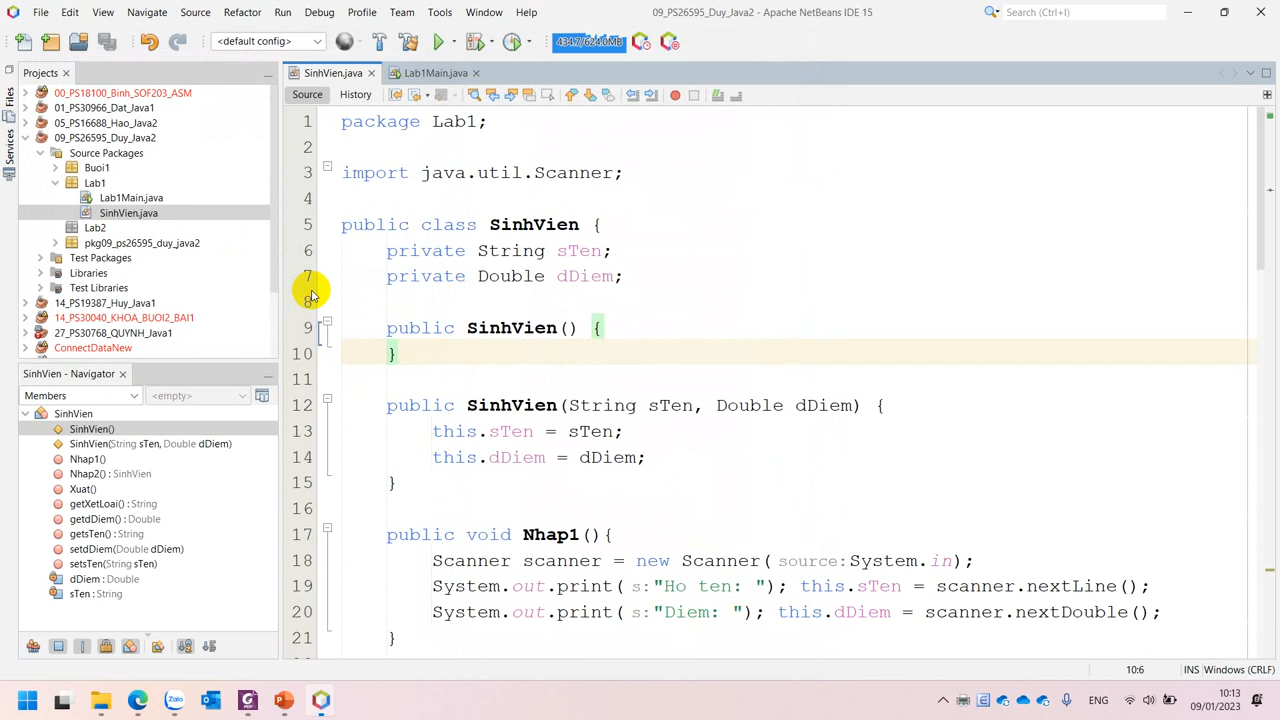 File Edit View Navigate Source Refactor Run Debug Profile Team Tools Window Help
09_PS26595_Duy_Java2 - Apache NetBeans IDE 15
Search (Ctrl+I)
<default config>
434.7/624.0MB
Projects
SinhVien.java
Lab1Main.java
Files
Services
Source History
00_PS18100_Binh_SOF203_ASM
01_PS30966_Dat_Java1
05_PS16688_Hao_Java2
09_PS26595_Duy_Java2
Source Packages
Buoi1
Lab1
Lab1Main.java
SinhVien.java
Lab2
pkg09_ps26595_duy_java2
Test Packages
Libraries
Test Libraries
14_PS19387_Huy_Java1
14_PS30040_KHOA_BUOI2_BAI1
27_PS30768_QUYNH_Java1
ConnectDataNew
SinhVien - Navigator
Members
<empty>
SinhVien
SinhVien()
SinhVien(String sTen, Double dDiem)
Nhap1()
Nhap2() : SinhVien
Xuat()
getXetLoai() : String
getdDiem() : Double
getsTen() : String
setdDiem(Double dDiem)
setsTen(String sTen)
dDiem : Double
sTen : String
1 package Lab1;
2
3 import java.util.Scanner;
4
5 public class SinhVien {
6 private String sTen;
7 private Double dDiem;
8
9 public SinhVien() {
10 }
11
12 public SinhVien(String sTen, Double dDiem) {
13 this.sTen = sTen;
14 this.dDiem = dDiem;
15 }
16
17 public void Nhap1(){
18 Scanner scanner = new Scanner(source:System.in);
19 System.out.print(s:"Ho ten: "); this.sTen = scanner.nextLine();
20 System.out.print(s:"Diem: "); this.dDiem = scanner.nextDouble();
21 }
10:6
INS Windows (CRLF)
ENG
10:13
09/01/2023